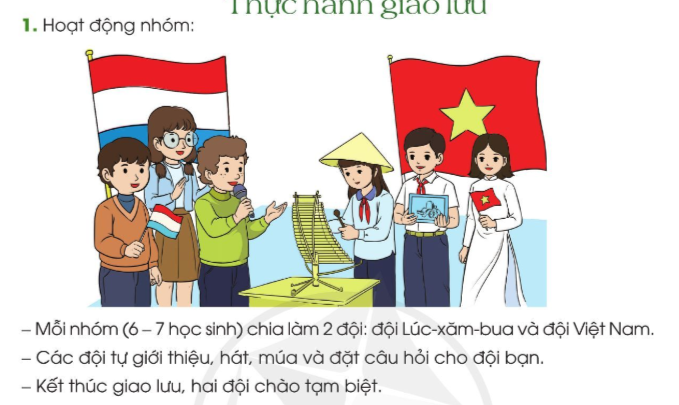 Thực hành giao lưu
1. Hoạt động nhóm:
– Mỗi nhóm (6 – 7 học sinh) chia làm 2 đội: đội Lúc-xăm-bua và đội Việt Nam.
– Các đội tự giới thiệu, hát, múa và đặt câu hỏi cho đội bạn.
– Kết thúc giao lưu, hai đội chào tạm biệt.